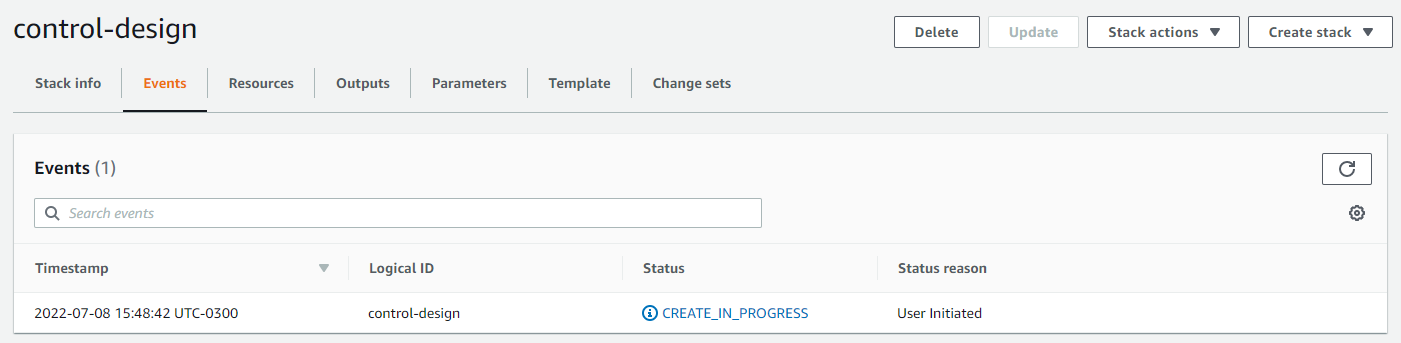 control-design
Delete
Update
Stack actions
Create stack
Stack info
Events
Resources
Outputs
Parameters
Template
Change sets
Events (1)
Search events
Timestamp Logical ID Status Status reason
2022-07-08 15:48:42 UTC-0300 control-design CREATE_IN_PROGRESS User Initiated